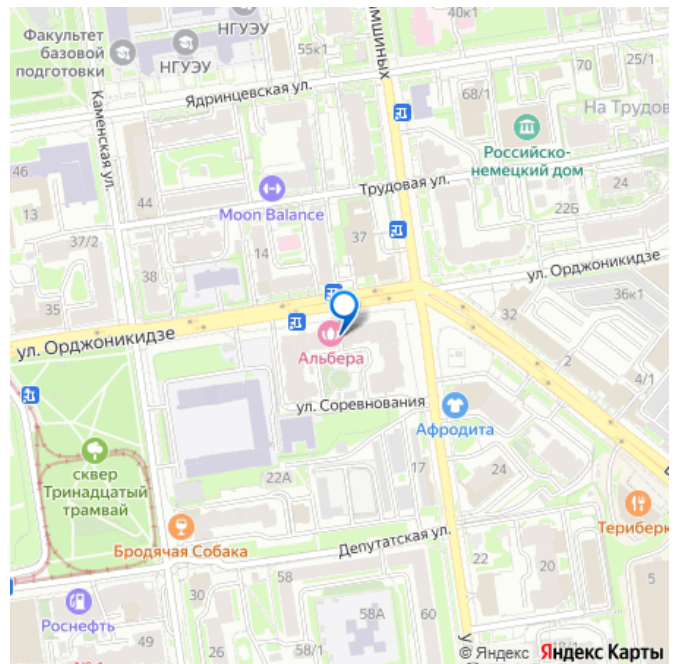 40к1
НГУЭУ
Факультет
базовой
подготовки
НГУЭУ
55к1
25/1
70
68/1
Ядринцевская ул.
На Трудов
Каменская ул.
Российско-
немецкий дом
46
44
Трудовая ул.
24
22Б
13
Moon Balance
37/2
14
37
ул. Орджоникидзе
38
36к1
35
32
ул. Орджоникидзе
Альбера
2
4/1
ул. Соревнования
Афродита
сквер
Тринадцатый
трамвай
22А
17
24
Териберк
Бродячая Собака
Депутатская ул.
22
20
58
5
30
Роснефть
58А
60
49
26
© Яндекс
Яндекс Карты